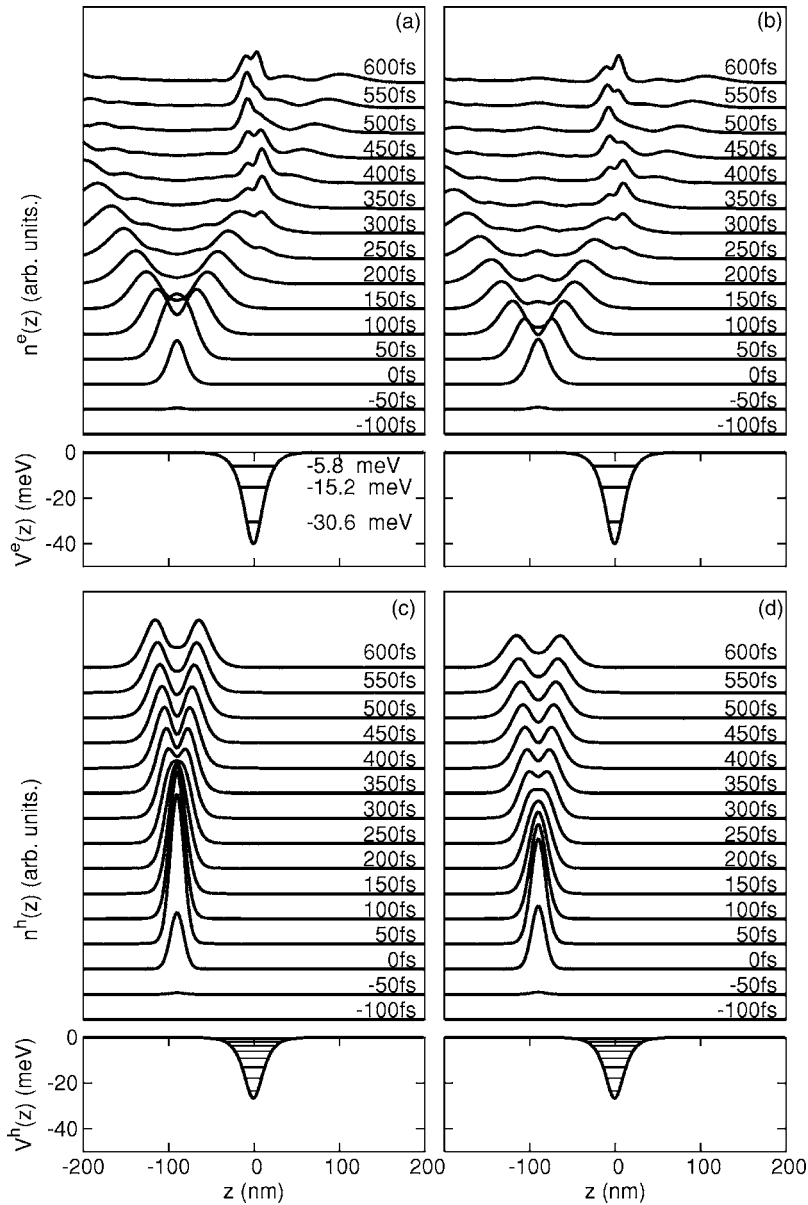 (a)
(b)
n^e(z) (arb. units.)
600fs
550fs
500fs
450fs
400fs
350fs
300fs
250fs
200fs
150fs
100fs
50fs
0fs
-50fs
-100fs
600fs
550fs
500fs
450fs
400fs
350fs
300fs
250fs
200fs
150fs
100fs
50fs
0fs
-50fs
-100fs
V^e(z) (meV)
0
-20
-40
-5.8 meV
-15.2 meV
-30.6 meV
(c)
(d)
n^h(z) (arb. units.)
600fs
550fs
500fs
450fs
400fs
350fs
300fs
250fs
200fs
150fs
100fs
50fs
0fs
-50fs
-100fs
600fs
550fs
500fs
450fs
400fs
350fs
300fs
250fs
200fs
150fs
100fs
50fs
0fs
-50fs
-100fs
V^h(z) (meV)
0
-20
-40
-200 -100 0 100 200 -100 0 100 200
z (nm) z (nm)